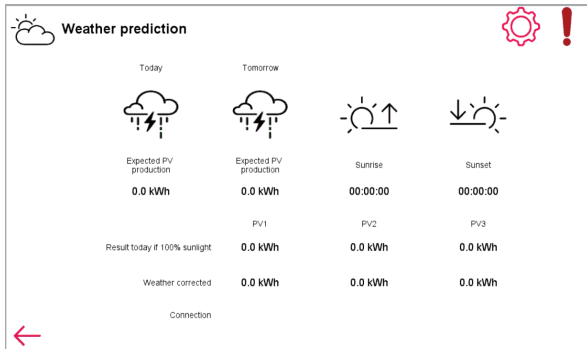 Weather prediction
Today
Tomorrow
Expected PV
production
Expected PV
production
Sunrise
Sunset
0.0 kWh
0.0 kWh
00:00:00
00:00:00
PV1
PV2
PV3
Result today if 100% sunlight
0.0 kWh
0.0 kWh
0.0 kWh
Weather corrected
0.0 kWh
0.0 kWh
0.0 kWh
Connection